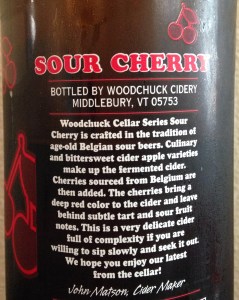 SOUR CHERRY
BOTTLED BY WOODCHUCK CIDERY
MIDDLEBURY, VT 05753
Woodchuck Cellar Series Sour
Cherry is crafted in the tradition of
age-old Belgian sour beers. Culinary
and bittersweet cider apple varieties
make up the fermented cider.
Cherries sourced from Belgium are
then added. The cherries bring a
deep red color to the cider and leave
behind subtle tart and sour fruit
notes. This is a very delicate cider
full of complexity if you are
willing to sip slowly and seek it out.
We hope you enjoy our latest
from the cellar!
John Matson, Cider Maker